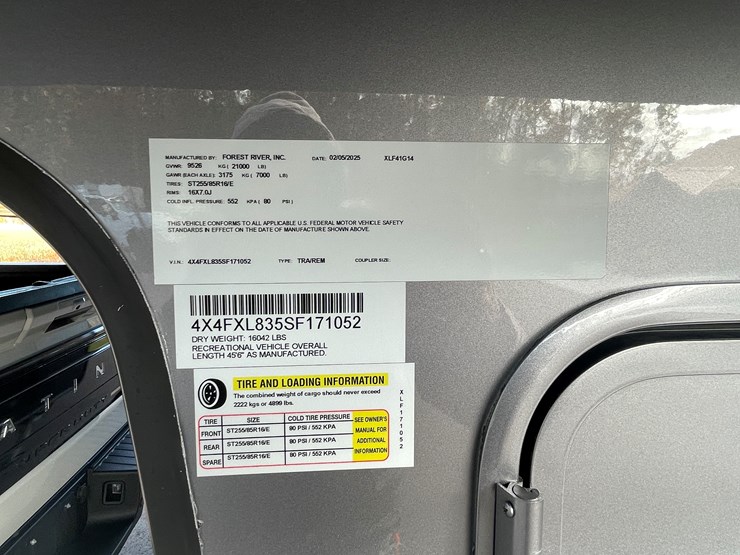 MANUFACTURED BY: FOREST RIVER, INC. DATE: 02/05/2025 XLF41G14
GVWR: 9526 KG ( 21000 LB)
GAWR (EACH AXLE): 3175 KG ( 7000 LB)
TIRES: ST255/85R16/E
RIMS: 16X7.0J
COLD INFL. PRESSURE: 552 KPA ( 80 PSI)
THIS VEHICLE CONFORMS TO ALL APPLICABLE U.S. FEDERAL MOTOR VEHICLE SAFETY
STANDARDS IN EFFECT ON THE DATE OF MANUFACTURE SHOWN ABOVE.
V.I.N.: 4X4FXL835SF171052 TYPE: TRA/REM COUPLER SIZE:
4X4FXL835SF171052
DRY WEIGHT: 16042 LBS
RECREATIONAL VEHICLE OVERALL
LENGTH 45'6" AS MANUFACTURED.
TIRE AND LOADING INFORMATION
The combined weight of cargo should never exceed
2222 kgs or 4899 lbs.
TIRE SIZE COLD TIRE PRESSURE SEE OWNER'S
FRONT ST255/85R16/E 80 PSI / 552 KPA MANUAL FOR
REAR ST255/85R16/E 80 PSI / 552 KPA ADDITIONAL
SPARE ST255/85R16/E 80 PSI / 552 KPA INFORMATION
XLF171052
ATIN